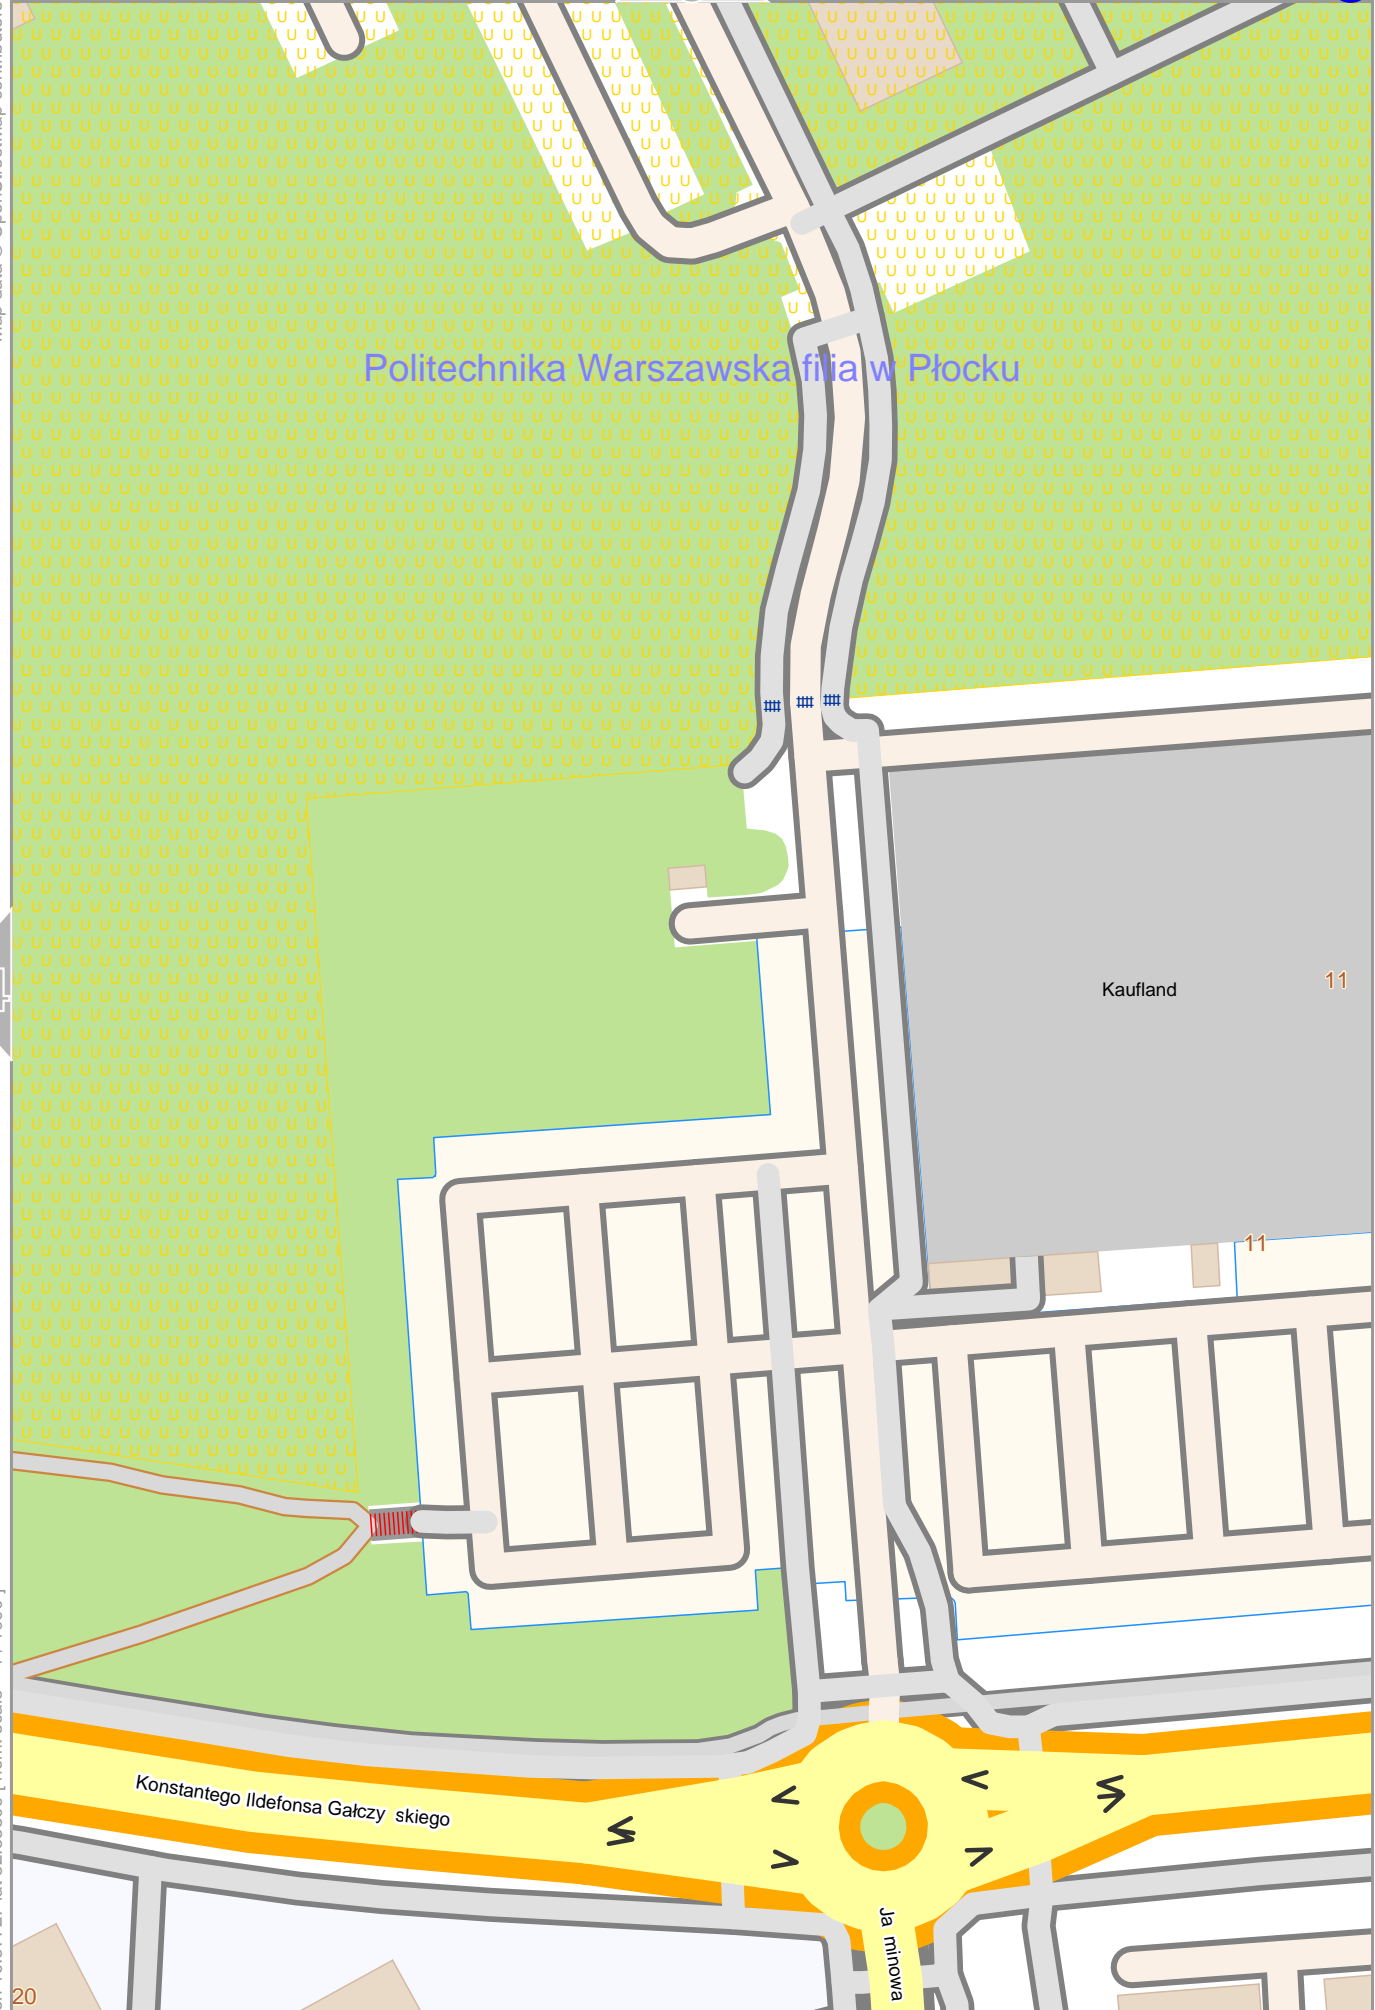 Politechnika Warszawska filia w Płocku
Kaufland
11
11
Konstantego Ildefonsa Gałczy skiego
Ja minowa
20